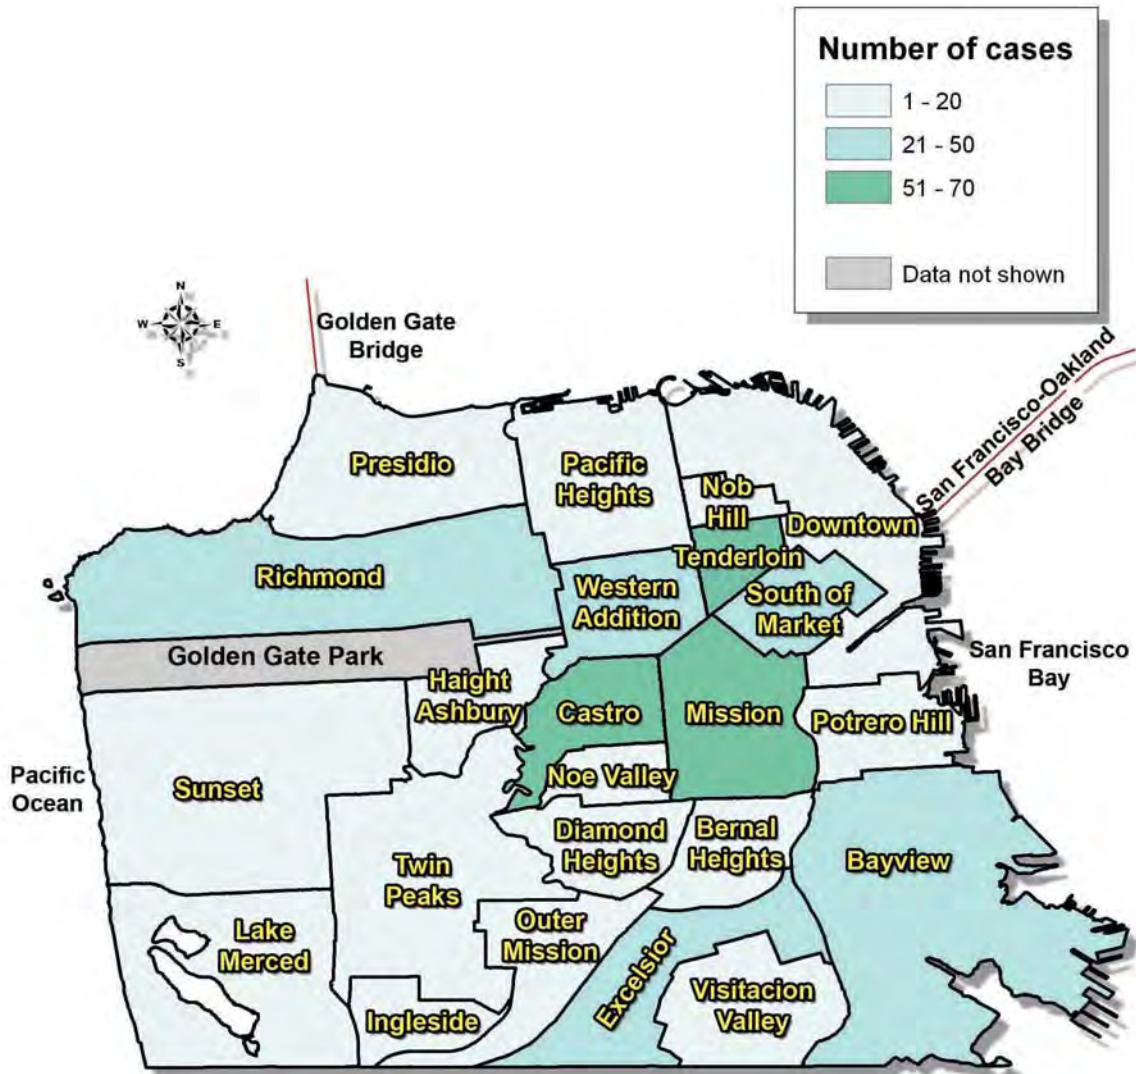 Number of cases
1 - 20
21 - 50
51 - 70
Data not shown
N
W E
S
Golden Gate
Bridge
San Francisco-Oakland
Bay Bridge
Presidio
Pacific
Heights
Nob
Hill
Downtown
Tenderloin
Richmond
Western
Addition
South of
Market
Golden Gate Park
San Francisco
Bay
Haight
Ashbury
Castro
Mission
Potrero Hill
Pacific
Ocean
Sunset
Noe Valley
Diamond
Heights
Bernal
Heights
Bayview
Twin
Peaks
Lake
Merced
Outer
Mission
Excelsior
Visitacion
Valley
Ingleside